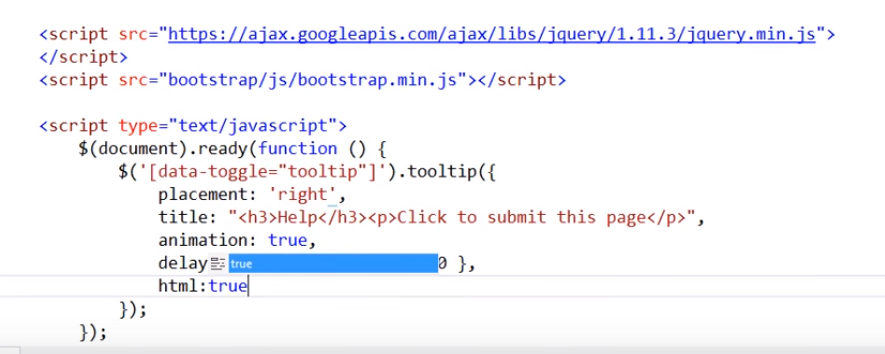 <script src="https://ajax.googleapis.com/ajax/libs/jquery/1.11.3/jquery.min.js">
</script>
<script src="bootstrap/js/bootstrap.min.js"></script>
<script type="text/javascript">
$(document).ready(function () {
$('[data-toggle="tooltip"]').tooltip({
placement: 'right',
title: "<h3>Help</h3><p>Click to submit this page</p>",
animation: true,
delay true 0 },
html:true
});
});